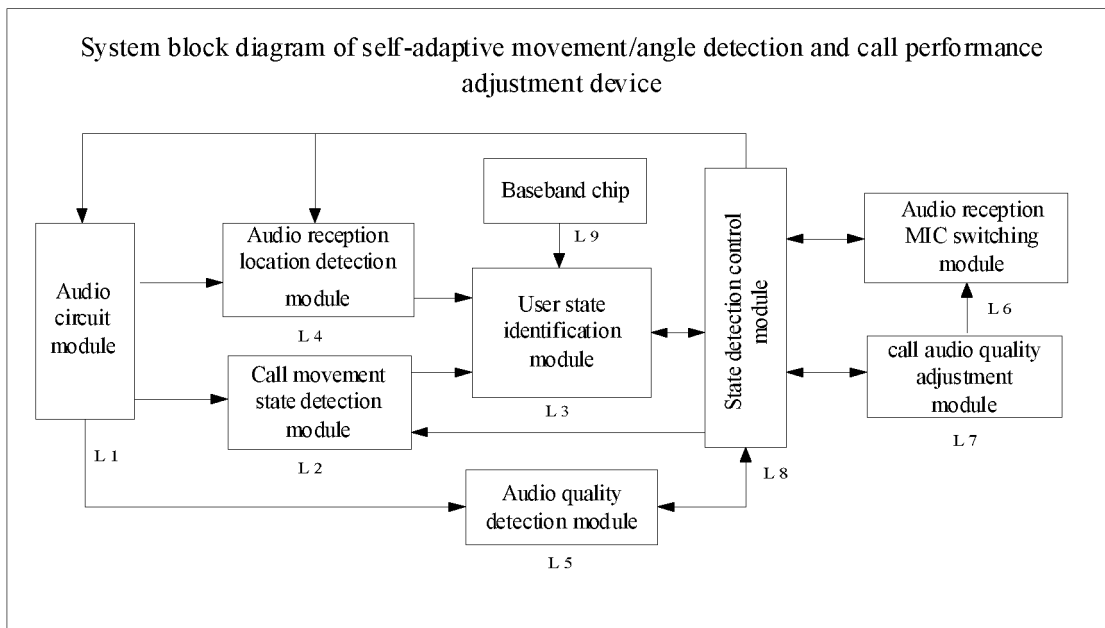 System block diagram of self-adaptive movement/angle detection and call performance
adjustment device
Baseband chip
L 9
Audio
circuit
module
L 1
Audio reception
location detection
module
L 4
Call movement
state detection
module
L 2
User state
identification
module
L 3
Audio quality
detection module
L 5
State detection control
module
L 8
Audio reception
MIC switching
module
L 6
call audio quality
adjustment
module
L 7